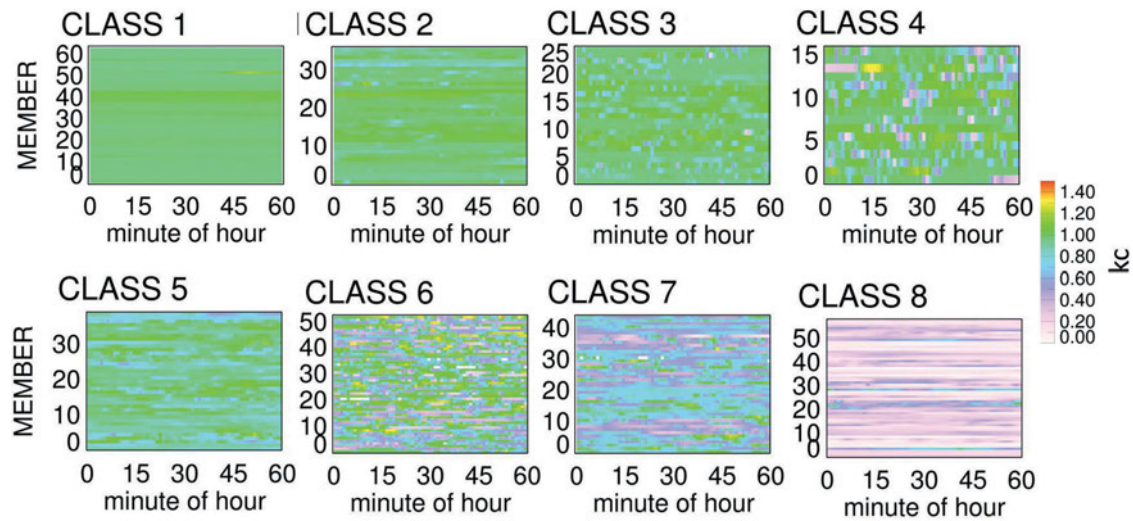 CLASS 1
MEMBER
60
50
40
30
20
10
0
0 15 30 45 60
minute of hour
CLASS 2
30
20
10
0
0 15 30 45 60
minute of hour
CLASS 3
25
20
15
10
5
0
0 15 30 45 60
minute of hour
CLASS 4
15
10
5
0
0 15 30 45 60
minute of hour
1.40
1.20
1.00
0.80
0.60
0.40
0.20
0.00
kc
CLASS 5
MEMBER
30
20
10
0
0 15 30 45 60
minute of hour
CLASS 6
50
40
30
20
10
0
0 15 30 45 60
minute of hour
CLASS 7
40
30
20
10
0
0 15 30 45 60
minute of hour
CLASS 8
50
40
30
20
10
0
0 15 30 45 60
minute of hour